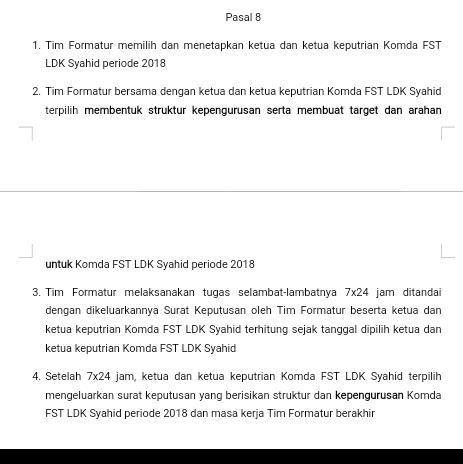 Pasal 8
1. Tim Formatur memilih dan menetapkan ketua dan ketua keputrian Komda FST
LDK Syahid periode 2018
2. Tim Formatur bersama dengan ketua dan ketua keputrian Komda FST LDK Syahid
terpilih membentuk struktur kepengurusan serta membuat target dan arahan
untuk Komda FST LDK Syahid periode 2018
3. Tim Formatur melaksanakan tugas selambat-lambatnya 7x24 jam ditandai
dengan dikeluarkannya Surat Keputusan oleh Tim Formatur beserta ketua dan
ketua keputrian Komda FST LDK Syahid terhitung sejak tanggal dipilih ketua dan
ketua keputrian Komda FST LDK Syahid
4. Setelah 7x24 jam, ketua dan ketua keputrian Komda FST LDK Syahid terpilih
mengeluarkan surat keputusan yang berisikan struktur dan kepengurusan Komda
FST LDK Syahid periode 2018 dan masa kerja Tim Formatur berakhir